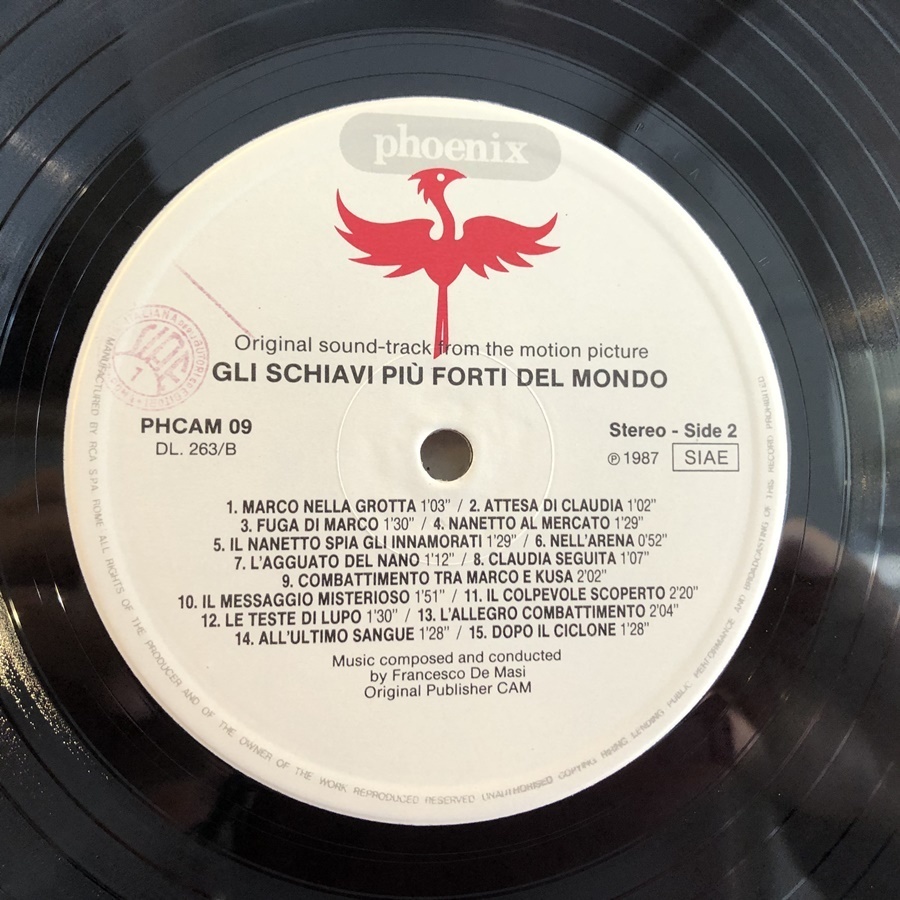 phoenix
Original sound-track from the motion picture
GLI SCHIAVI PIÙ FORTI DEL MONDO
PHCAM 09
DL. 263/B
Stereo - Side 2
℗ 1987 SIAE
1. MARCO NELLA GROTTA 1'03" / 2. ATTESA DI CLAUDIA 1'02"
3. FUGA DI MARCO 1'30" / 4. NANETTO AL MERCATO 1'29"
5. IL NANETTO SPIA GLI INNAMORATI 1'29" / 6. NELL'ARENA 0'52"
7. L'AGGUATO DEL NANO 1'12" / 8. CLAUDIA SEGUITA 1'07"
9. COMBATTIMENTO TRA MARCO E KUSA 2'02"
10. IL MESSAGGIO MISTERIOSO 1'51" / 11. IL COLPEVOLE SCOPERTO 2'20"
12. LE TESTE DI LUPO 1'30" / 13. L'ALLEGRO COMBATTIMENTO 2'04"
14. ALL'ULTIMO SANGUE 1'28" / 15. DOPO IL CICLONE 1'28"
Music composed and conducted
by Francesco De Masi
Original Publisher CAM
MANUFACTURED BY RCA S.P.A. ROME ALL RIGHTS OF THE PRODUCER AND OF THE OWNER OF THE WORK REPRODUCED RESERVED UNAUTHORISED COPYING HIRING LENDING PUBLIC PERFORMANCE AND BROADCASTING OF THIS RECORD PROHIBITED